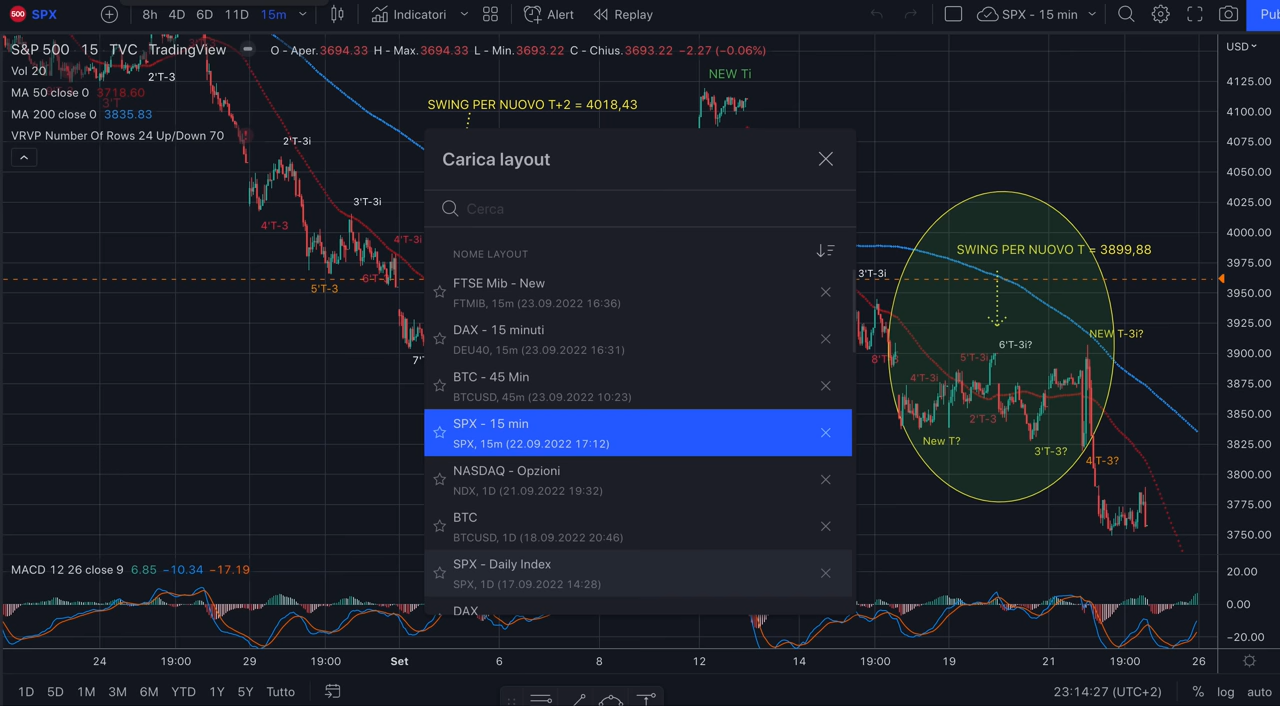 500 SPX 8h 4D 6D 11D 15m Indicatori Alert Replay SPX - 15 min Pub
S&P 500 15 TVC TradingView O - Aper.3694.33 H - Max.3694.33 L - Min.3693.22 C - Chius.3693.22 −2.27 (−0.06%)
USD
Vol 20
2'T-3
NEW Ti
4125.00
MA 50 close 0 3718.60
SWING PER NUOVO T+2 = 4018,43
4100.00
MA 200 close 0 3835.83
VRVP Number Of Rows 24 Up/Down 70
2'T-3i
4075.00
Carica layout
4050.00
3'T-3i
Cerca
4025.00
4'T-3
4'T-3i
4000.00
NOME LAYOUT
SWING PER NUOVO T = 3899,88
3975.00
6'T-3
5'T-3
3'T-3i
FTSE Mib - New
FTMIB, 15m (23.09.2022 16:36)
3950.00
DAX - 15 minuti
DEU40, 15m (23.09.2022 16:31)
3925.00
NEW T-3i?
6'T-3i?
5'T-3i
3900.00
BTC - 45 Min
BTCUSD, 45m (23.09.2022 10:23)
4'T-3i
3875.00
SPX - 15 min
SPX, 15m (22.09.2022 17:12)
2'T-3
3850.00
New T?
3825.00
3'T-3?
4'T-3?
NASDAQ - Opzioni
NDX, 1D (21.09.2022 19:32)
3800.00
3775.00
BTC
BTCUSD, 1D (18.09.2022 20:46)
3750.00
SPX - Daily Index
SPX, 1D (17.09.2022 14:28)
DAX
MACD 12 26 close 9 6.85 −10.34 −17.19
20.00
0.00
−20.00
24 19:00 29 19:00 Set 6 8 12 14 19:00 19 21 19:00 26
1D 5D 1M 3M 6M YTD 1Y 5Y Tutto 23:14:27 (UTC+2) % log auto